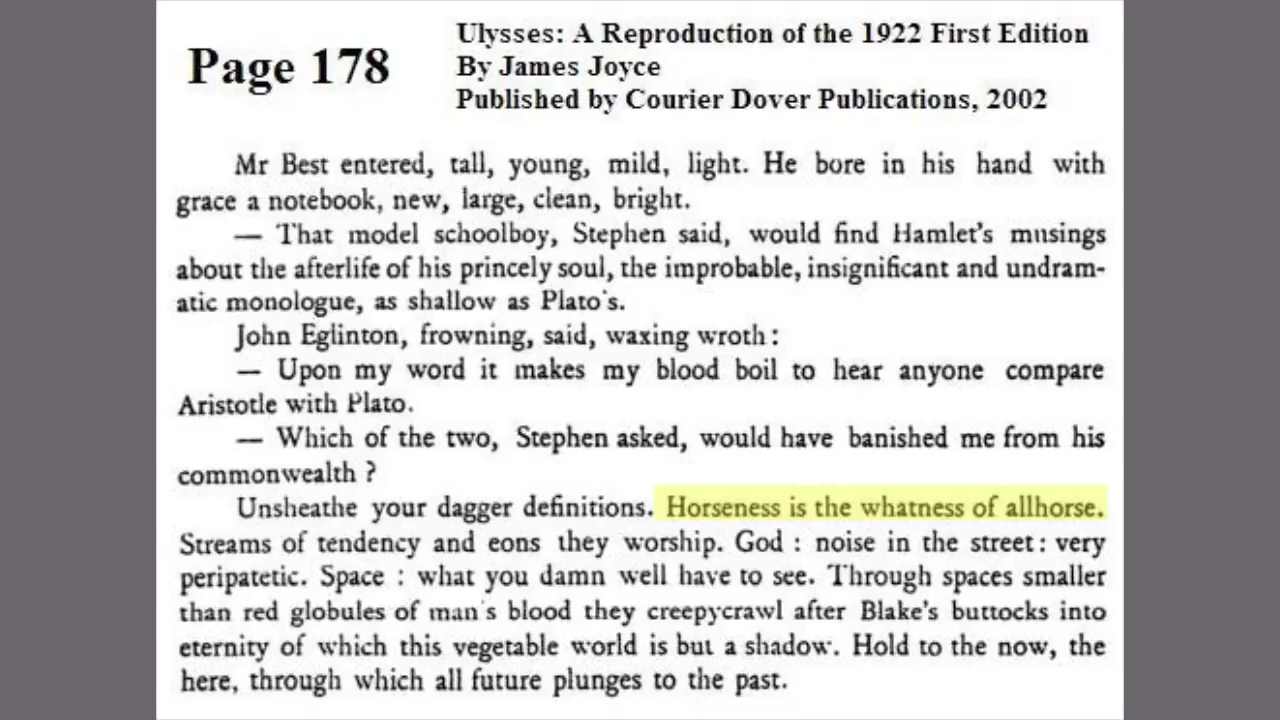 Page 178
Ulysses: A Reproduction of the 1922 First Edition
By James Joyce
Published by Courier Dover Publications, 2002
Mr Best entered, tall, young, mild, light. He bore in his hand with
grace a notebook, new, large, clean, bright.
— That model schoolboy, Stephen said, would find Hamlet's musings
about the afterlife of his princely soul, the improbable, insignificant and undram-
atic monologue, as shallow as Plato's.
John Eglinton, frowning, said, waxing wroth :
— Upon my word it makes my blood boil to hear anyone compare
Aristotle with Plato.
— Which of the two, Stephen asked, would have banished me from his
commonwealth ?
Unsheathe your dagger definitions. Horseness is the whatness of allhorse.
Streams of tendency and eons they worship. God : noise in the street : very
peripatetic. Space : what you damn well have to see. Through spaces smaller
than red globules of man's blood they creepycrawl after Blake's buttocks into
eternity of which this vegetable world is but a shadow. Hold to the now, the
here, through which all future plunges to the past.